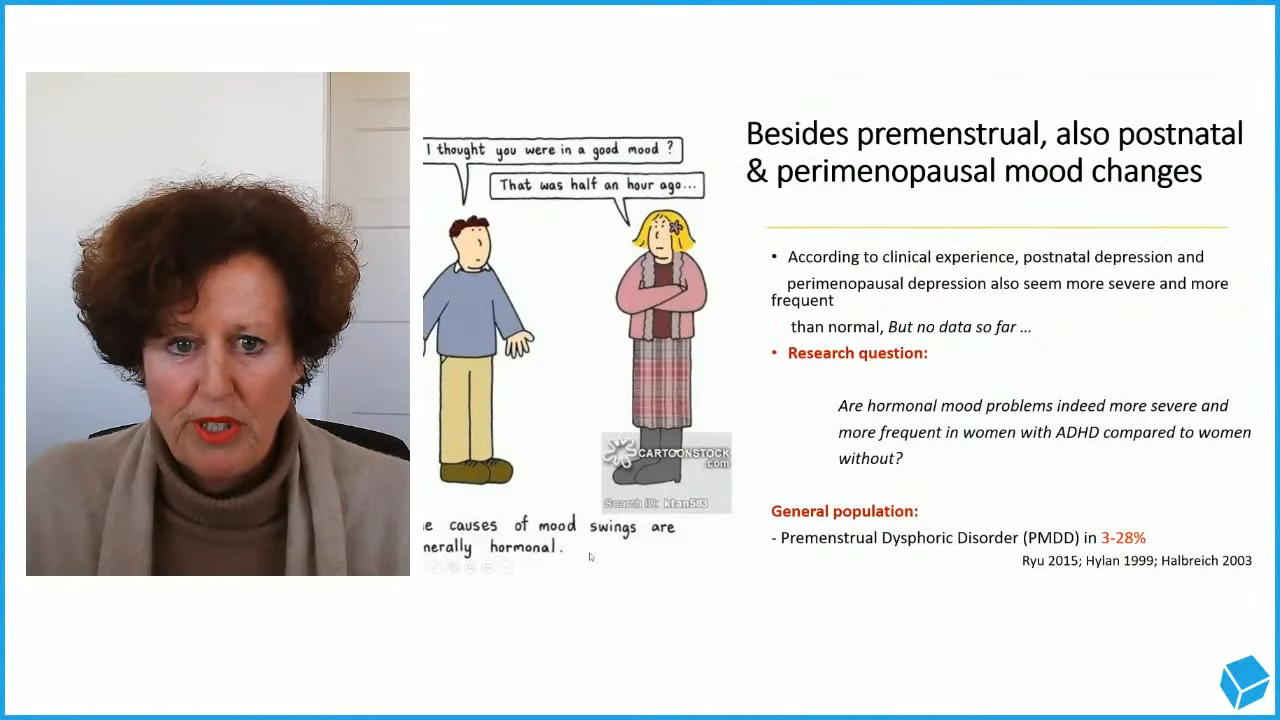 I thought you were in a good mood ?
That was half an hour ago...
causes of mood swings are
hormonal.
CARTOONSTOCK
.com
Search ID: ktan583
Besides premenstrual, also postnatal
& perimenopausal mood changes
• According to clinical experience, postnatal depression and
perimenopausal depression also seem more severe and more
frequent
than normal, But no data so far …
• Research question:
Are hormonal mood problems indeed more severe and
more frequent in women with ADHD compared to women
without?
General population:
- Premenstrual Dysphoric Disorder (PMDD) in 3-28%
Ryu 2015; Hylan 1999; Halbreich 2003